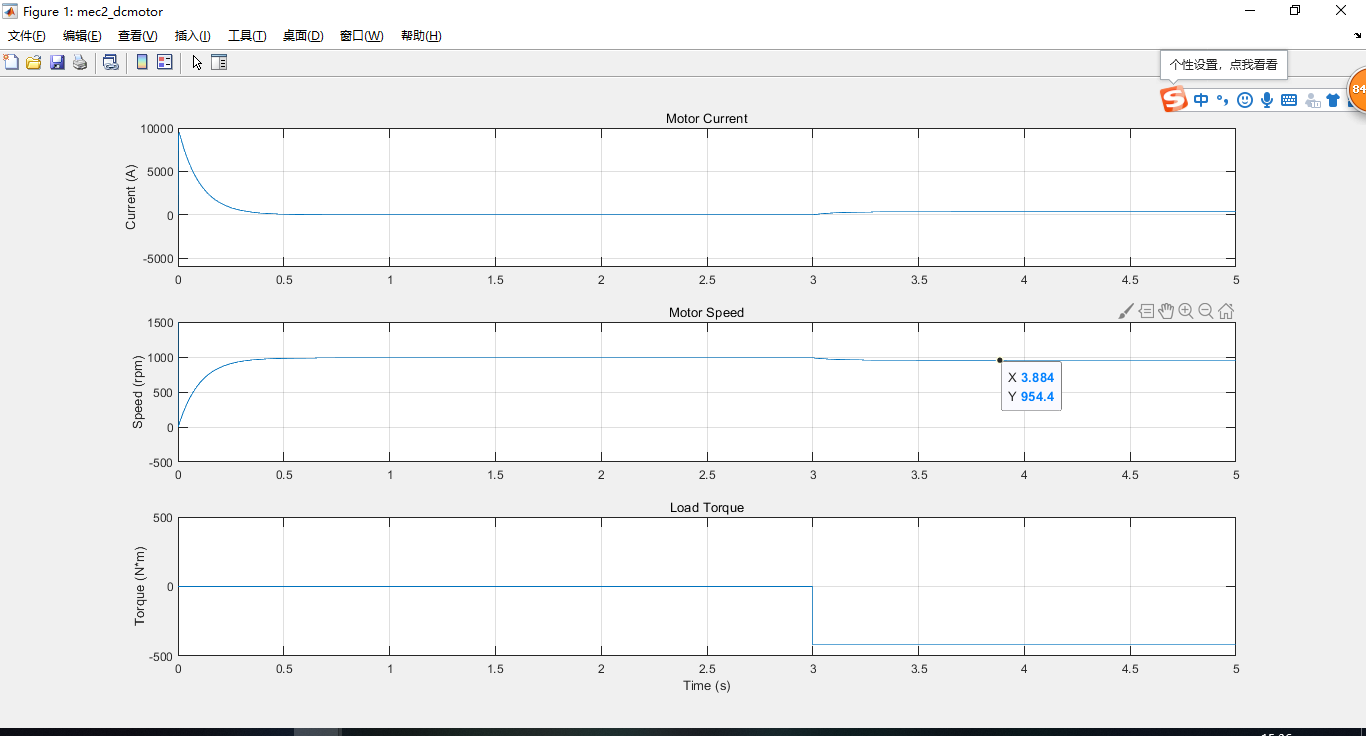 Figure 1: mec2_dcmotor
文件(F) 编辑(E) 查看(V) 插入(I) 工具(T) 桌面(D) 窗口(W) 帮助(H)
个性设置，点我看看
84
S 中
Motor Current
10000
5000
0
-5000
Current (A)
0 0.5 1 1.5 2 2.5 3 3.5 4 4.5 5
Motor Speed
1500
1000
500
0
-500
Speed (rpm)
X 3.884
Y 954.4
0 0.5 1 1.5 2 2.5 3 3.5 4 4.5 5
Load Torque
500
0
-500
Torque (N*m)
0 0.5 1 1.5 2 2.5 3 3.5 4 4.5 5
Time (s)